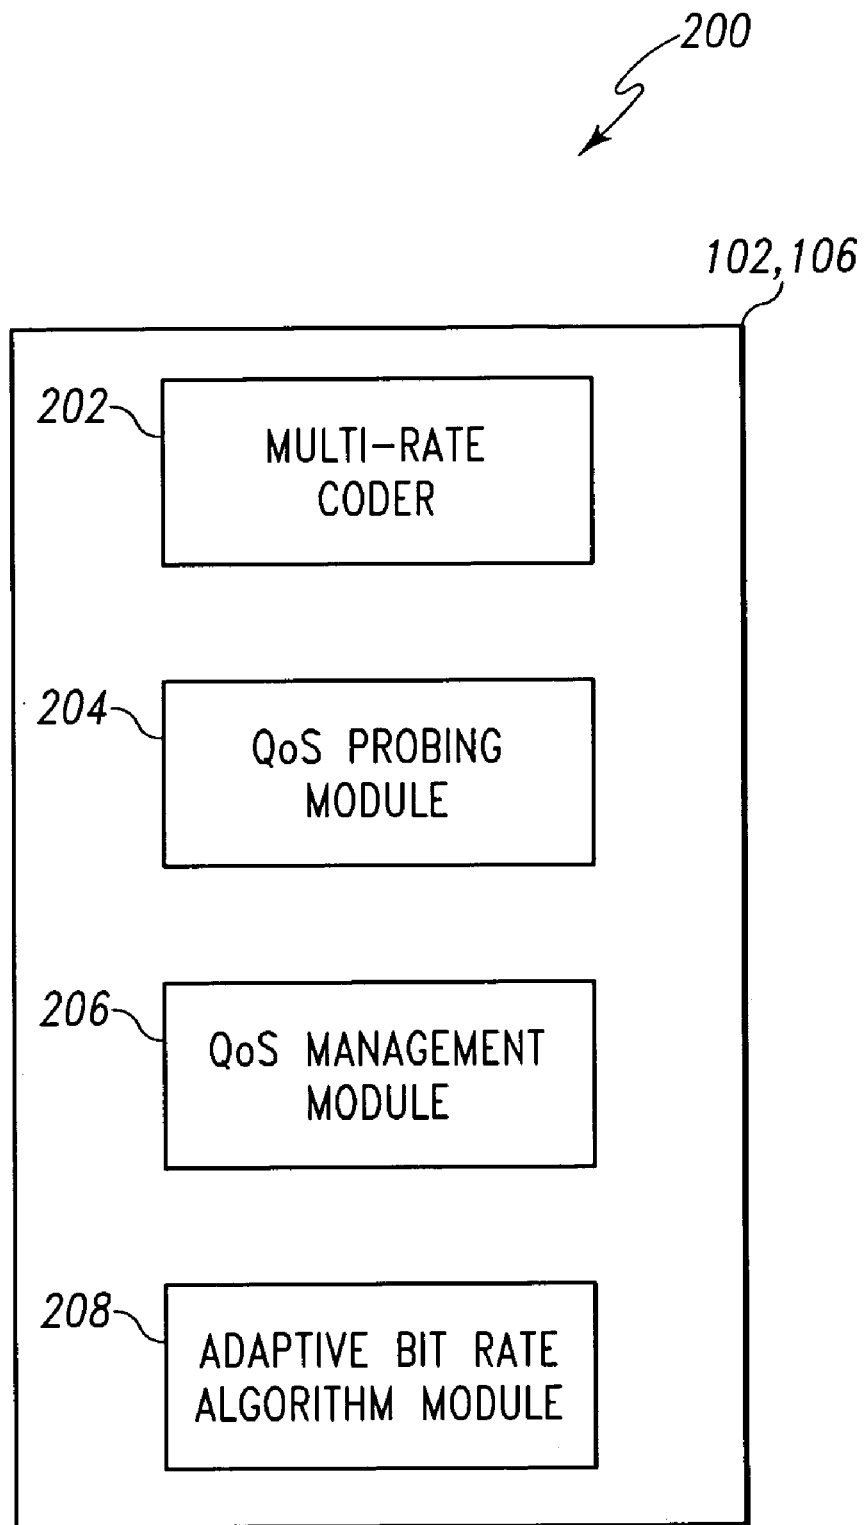 200
102,106
202
MULTI-RATE
CODER
204
QoS PROBING
MODULE
206
QoS MANAGEMENT
MODULE
208
ADAPTIVE BIT RATE
ALGORITHM MODULE